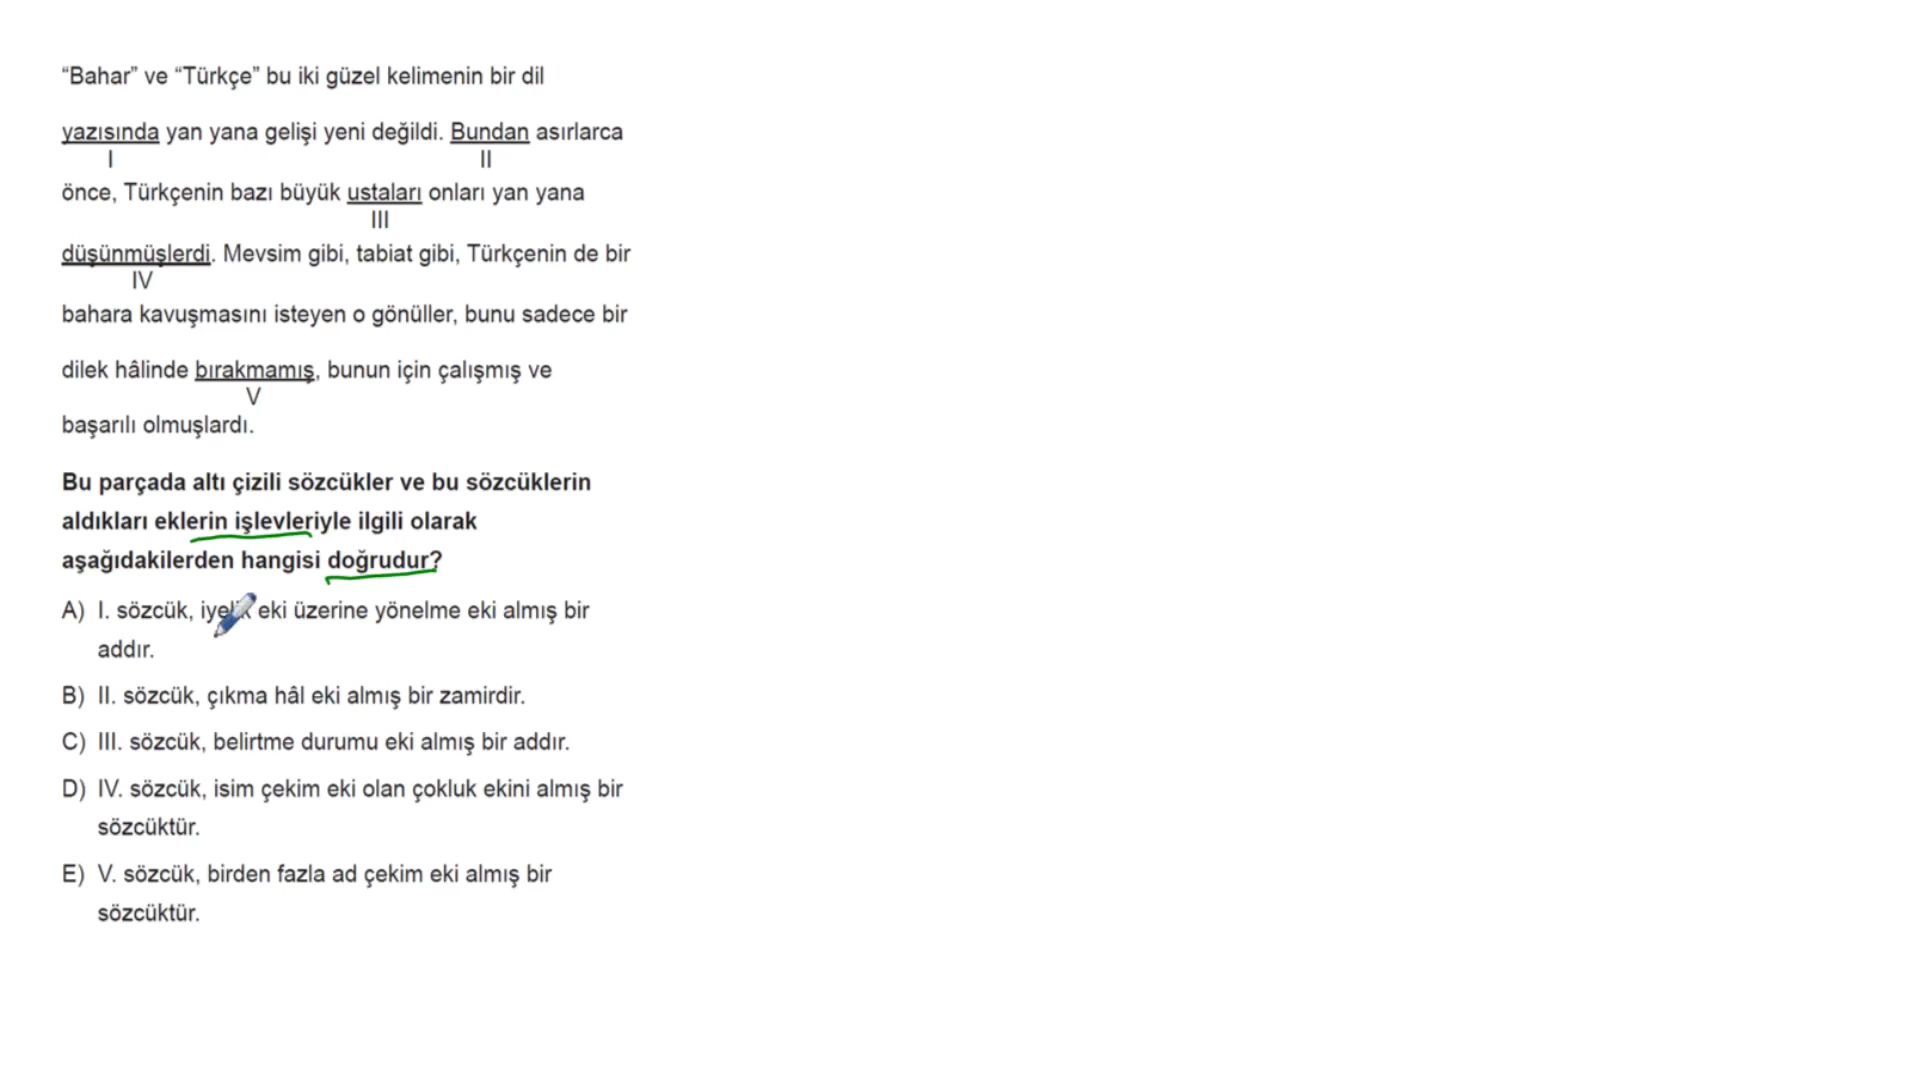 “Bahar” ve “Türkçe” bu iki güzel kelimenin bir dil
yazısında yan yana gelişi yeni değildi. Bundan asırlarca
I II
önce, Türkçenin bazı büyük ustaları onları yan yana
III
düşünmüşlerdi. Mevsim gibi, tabiat gibi, Türkçenin de bir
IV
bahara kavuşmasını isteyen o gönüller, bunu sadece bir
dilek hâlinde bırakmamış, bunun için çalışmış ve
V
başarılı olmuşlardı.
Bu parçada altı çizili sözcükler ve bu sözcüklerin
aldıkları eklerin işlevleriyle ilgili olarak
aşağıdakilerden hangisi doğrudur?
A) I. sözcük, iyelik eki üzerine yönelme eki almış bir
addır.
B) II. sözcük, çıkma hâl eki almış bir zamirdir.
C) III. sözcük, belirtme durumu eki almış bir addır.
D) IV. sözcük, isim çekim eki olan çokluk ekini almış bir
sözcüktür.
E) V. sözcük, birden fazla ad çekim eki almış bir
sözcüktür.